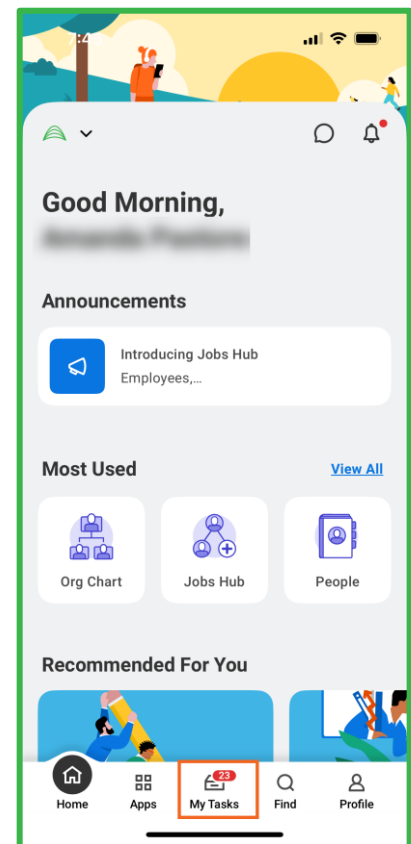 Good Morning,
Announcements
Introducing Jobs Hub
Employees,...
Most Used
View All
Org Chart
Jobs Hub
People
Recommended For You
23
Home
Apps
My Tasks
Find
Profile